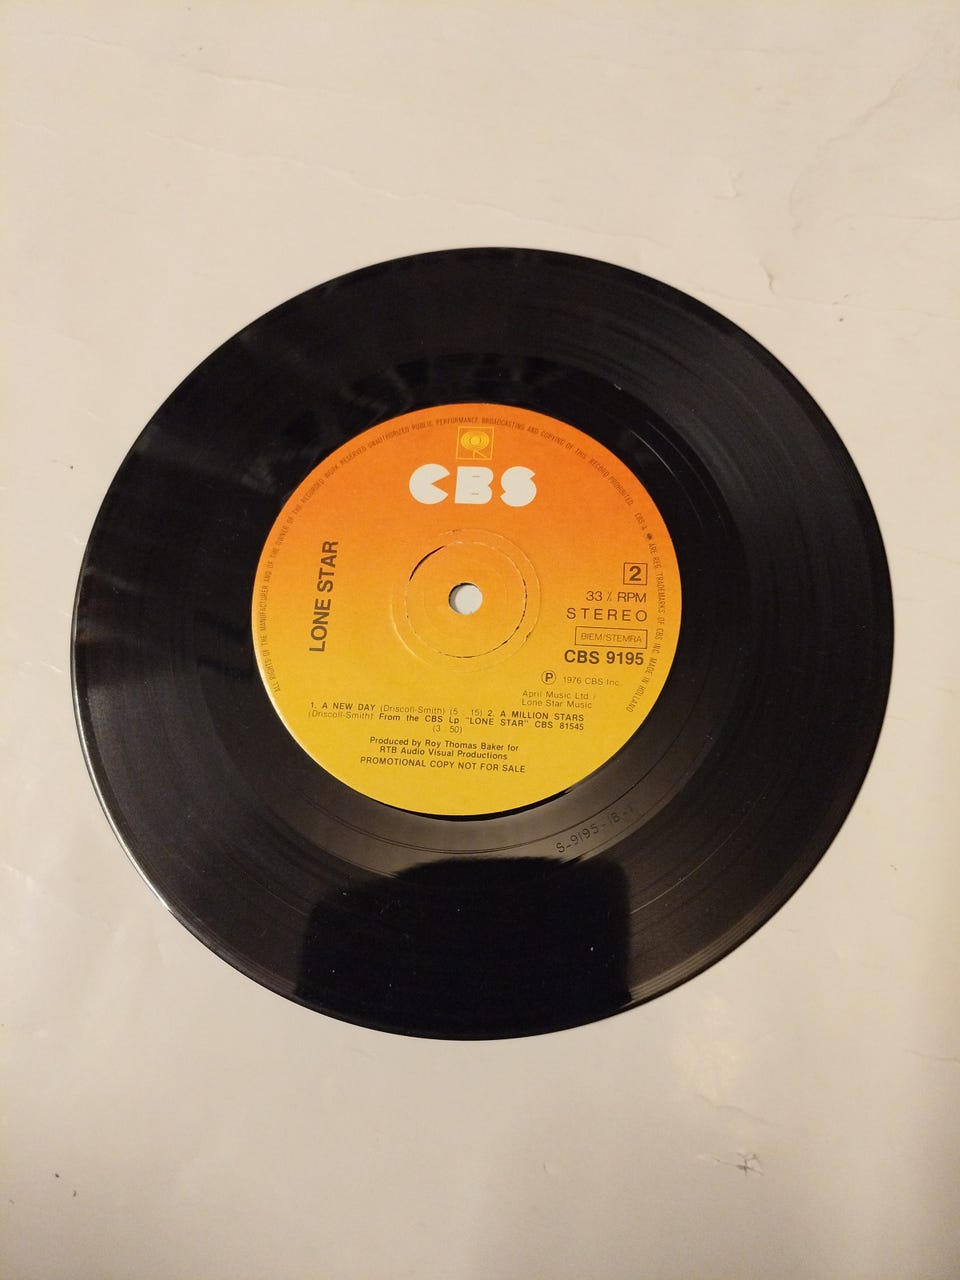 ALL RIGHTS OF THE MANUFACTURER AND OF THE OWNER OF THE RECORDED WORK RESERVED UNAUTHORIZED PUBLIC PERFORMANCE BROADCASTING AND COPYING OF THIS RECORD PROHIBITED. CBS & ARE REG. TRADEMARKS OF CBS INC. MADE IN HOLLAND
CBS
LONE STAR
2
33⅓ RPM
STEREO
BIEM/STEMRA
CBS 9195
Ⓟ 1976 CBS Inc.
April Music Ltd./
Lone Star Music
1. A NEW DAY (Driscoll-Smith) (5 : 15) 2. A MILLION STARS
(Driscoll-Smith) From the CBS Lp "LONE STAR" CBS 81545
(3 : 50)
Produced by Roy Thomas Baker for
RTB Audio Visual Productions
PROMOTIONAL COPY NOT FOR SALE
S-9195-